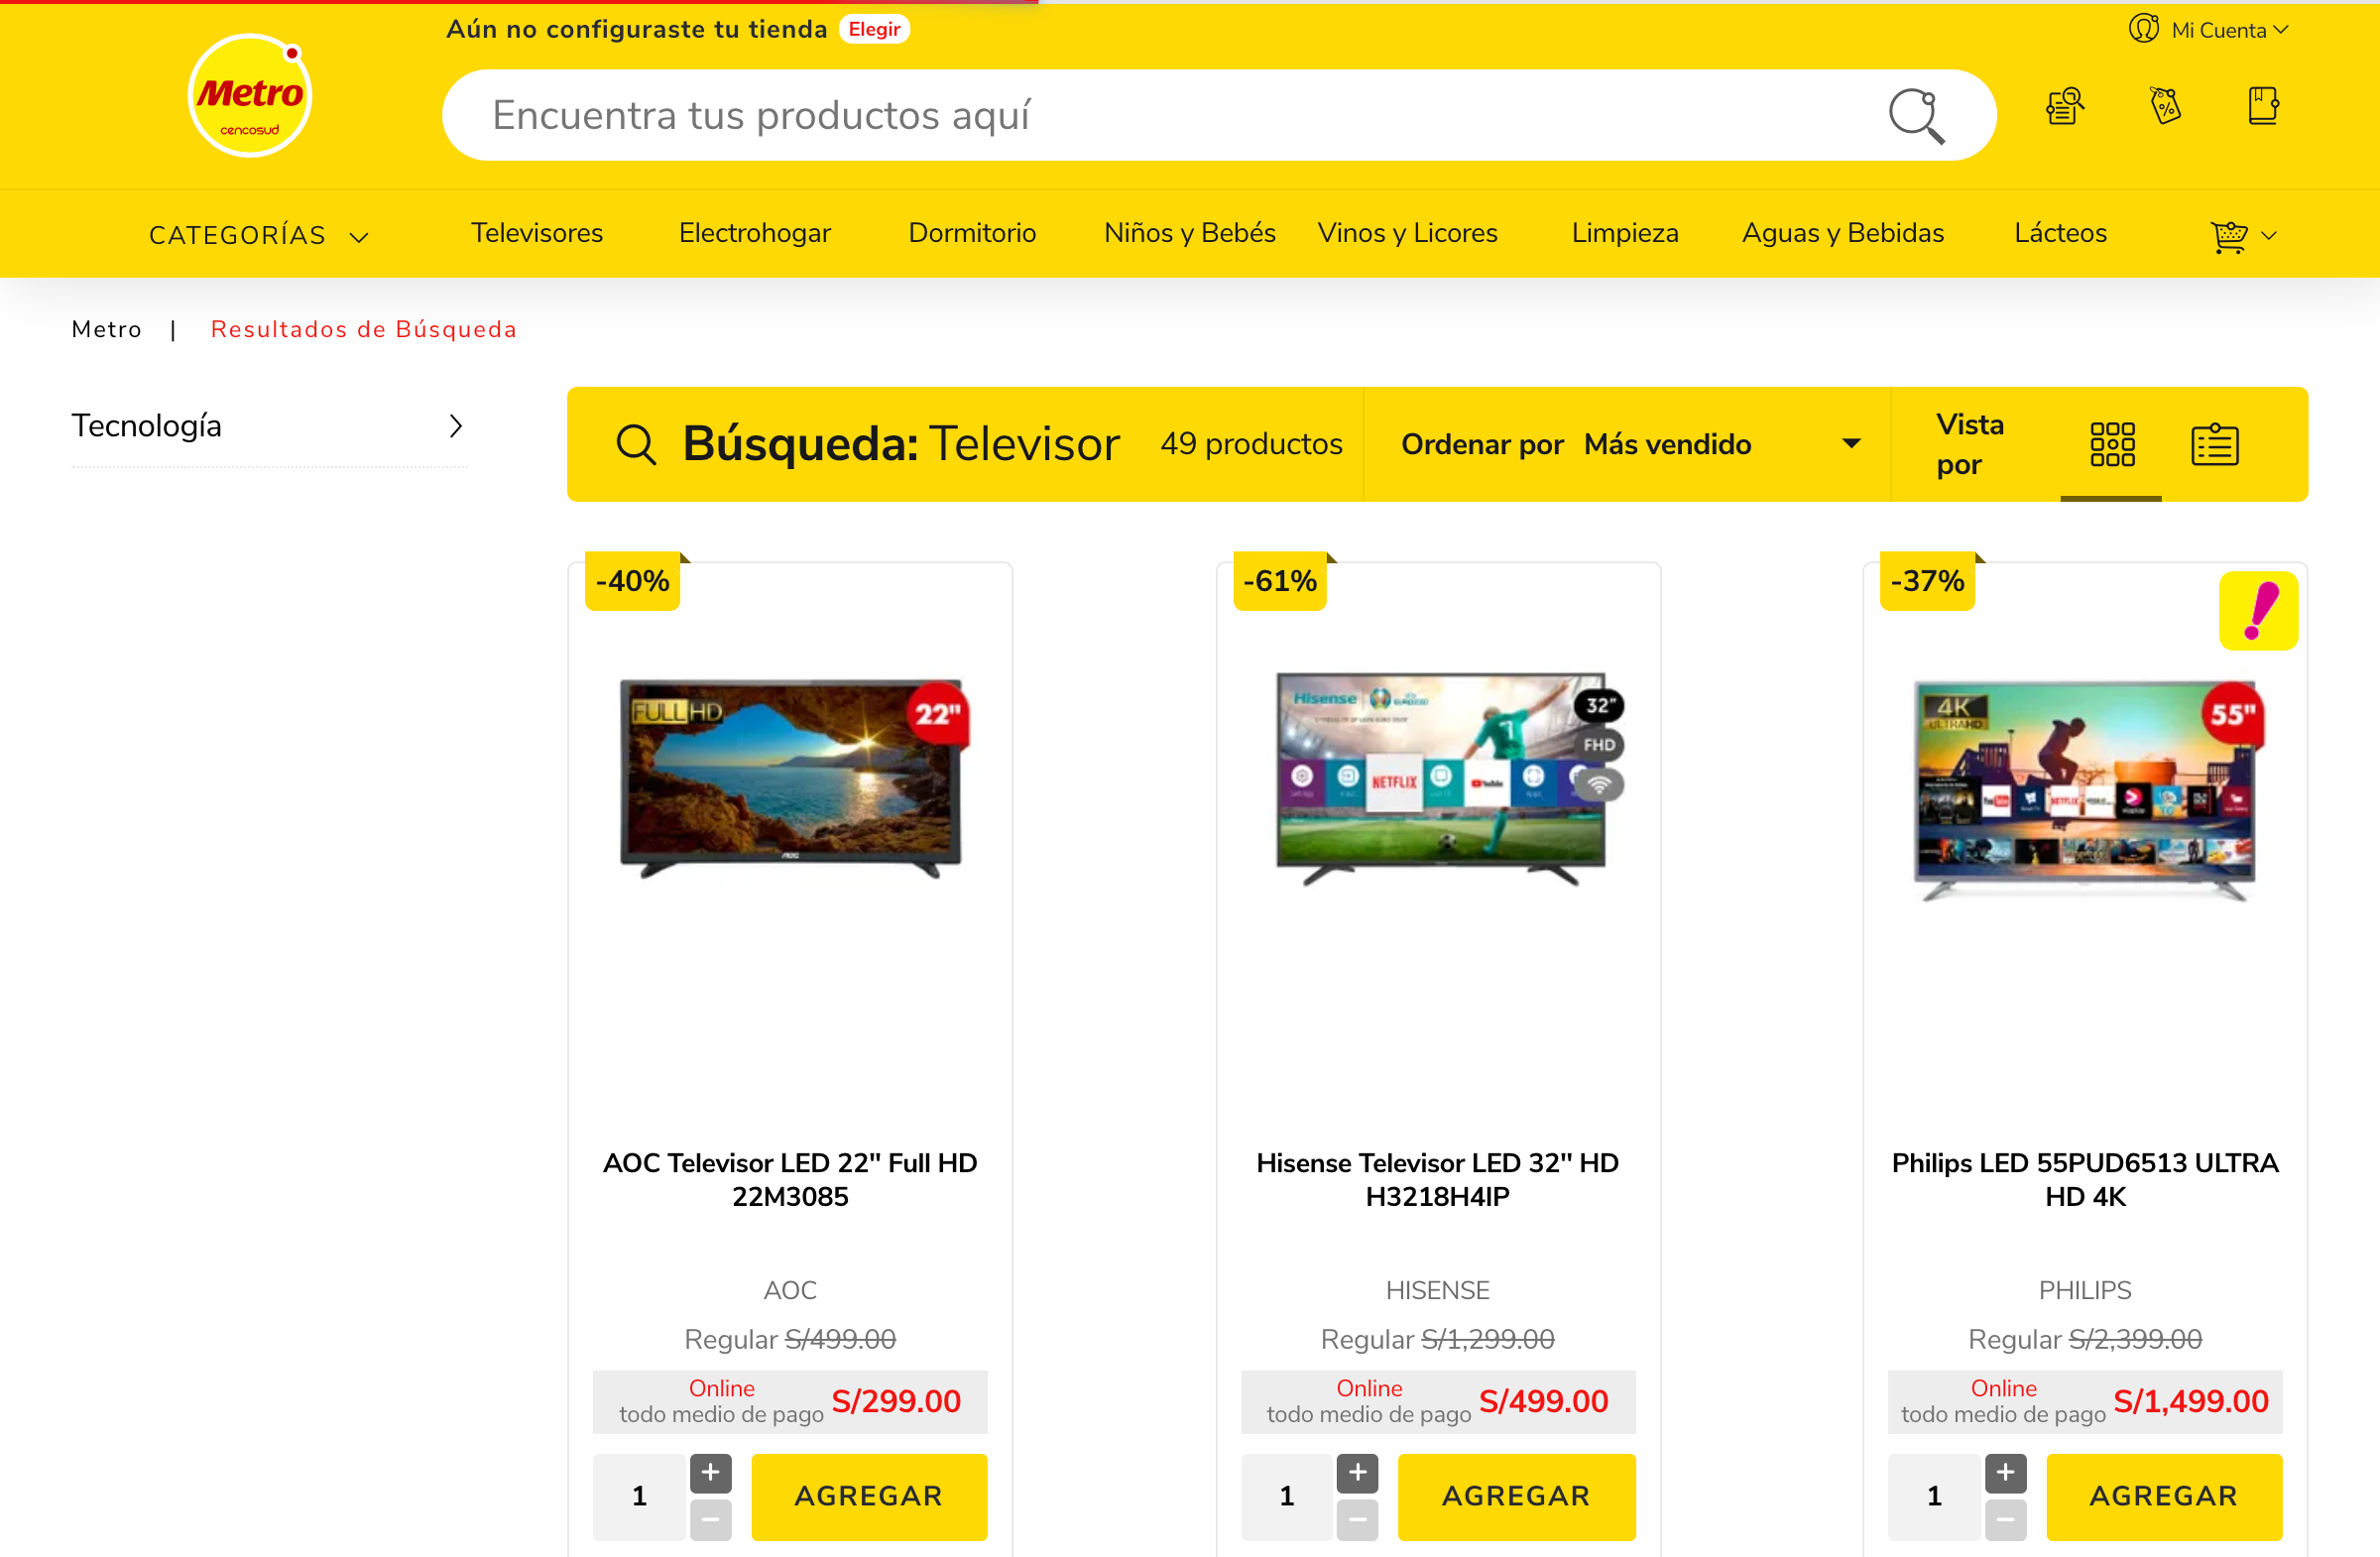 Aún no configuraste tu tienda Elegir
Mi Cuenta
Metro
cencosud
Encuentra tus productos aquí
CATEGORÍAS
Televisores
Electrohogar
Dormitorio
Niños y Bebés
Vinos y Licores
Limpieza
Aguas y Bebidas
Lácteos
Metro | Resultados de Búsqueda
Tecnología
Búsqueda: Televisor 49 productos
Ordenar por Más vendido
Vista
por
-40%
FULL HD
22"
AOC Televisor LED 22" Full HD
22M3085
AOC
Regular S/499.00
Online
todo medio de pago S/299.00
1 + −
AGREGAR
-61%
Hisense
32"
FHD
NETFLIX
YouTube
Hisense Televisor LED 32" HD
H3218H4IP
HISENSE
Regular S/1,299.00
Online
todo medio de pago S/499.00
1 + −
AGREGAR
-37%
!
4K
ULTRAHD
55"
NETFLIX
Philips LED 55PUD6513 ULTRA
HD 4K
PHILIPS
Regular S/2,399.00
Online
todo medio de pago S/1,499.00
1 + −
AGREGAR